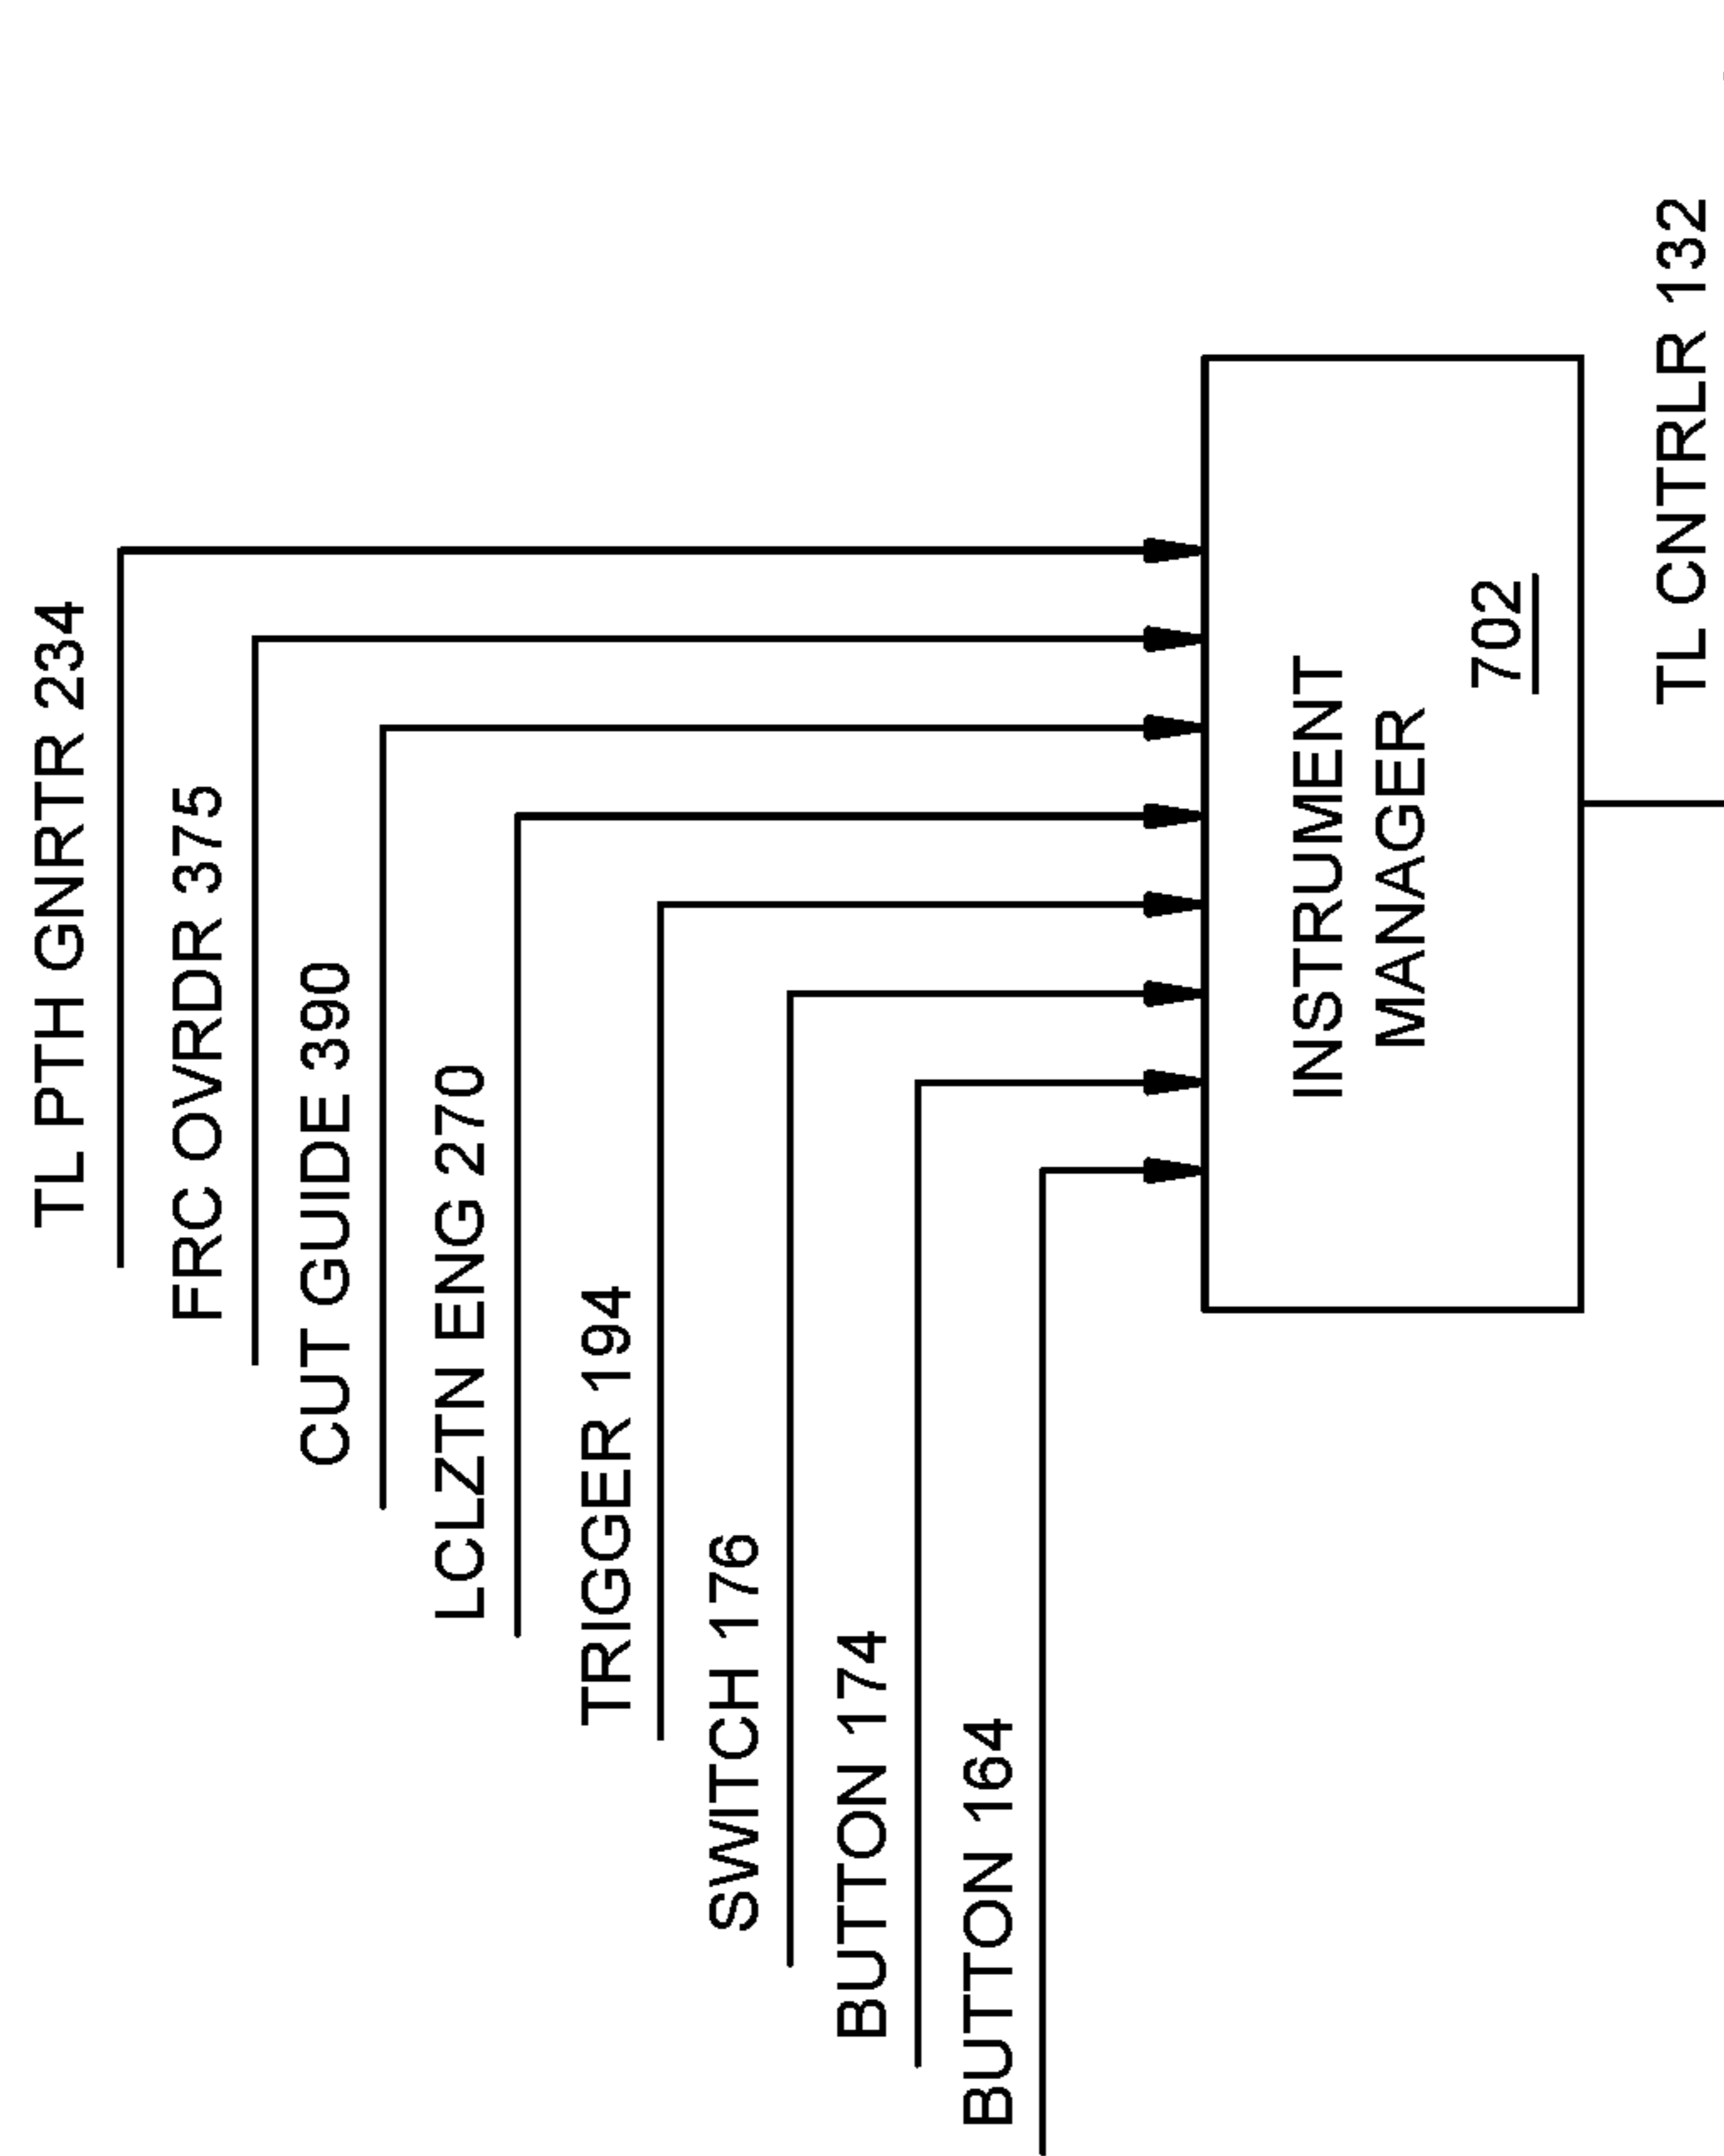 TL PTH GNRTR 234
FRC OVRDR 375
CUT GUIDE 390
LCLZTN ENG 270
TRIGGER 194
SWITCH 176
BUTTON 174
BUTTON 164
INSTRUMENT
MANAGER
702
TL CNTRLR 132